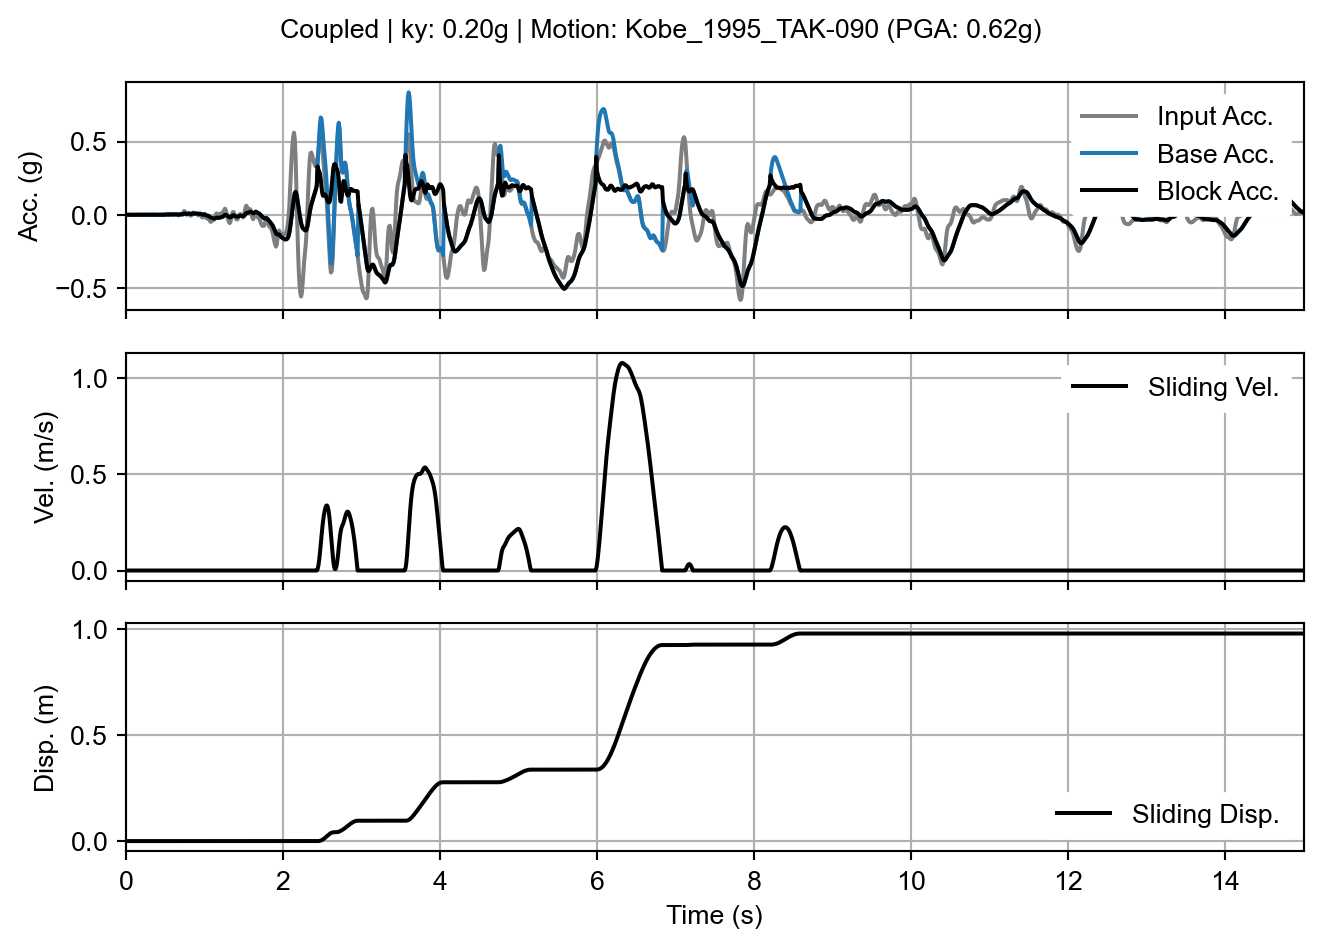 Coupled | ky: 0.20g | Motion: Kobe_1995_TAK-090 (PGA: 0.62g)
Acc. (g)
0.5
0.0
−0.5
Input Acc.
Base Acc.
Block Acc.
Vel. (m/s)
1.0
0.5
0.0
Sliding Vel.
Disp. (m)
1.0
0.5
0.0
Sliding Disp.
0 2 4 6 8 10 12 14
Time (s)